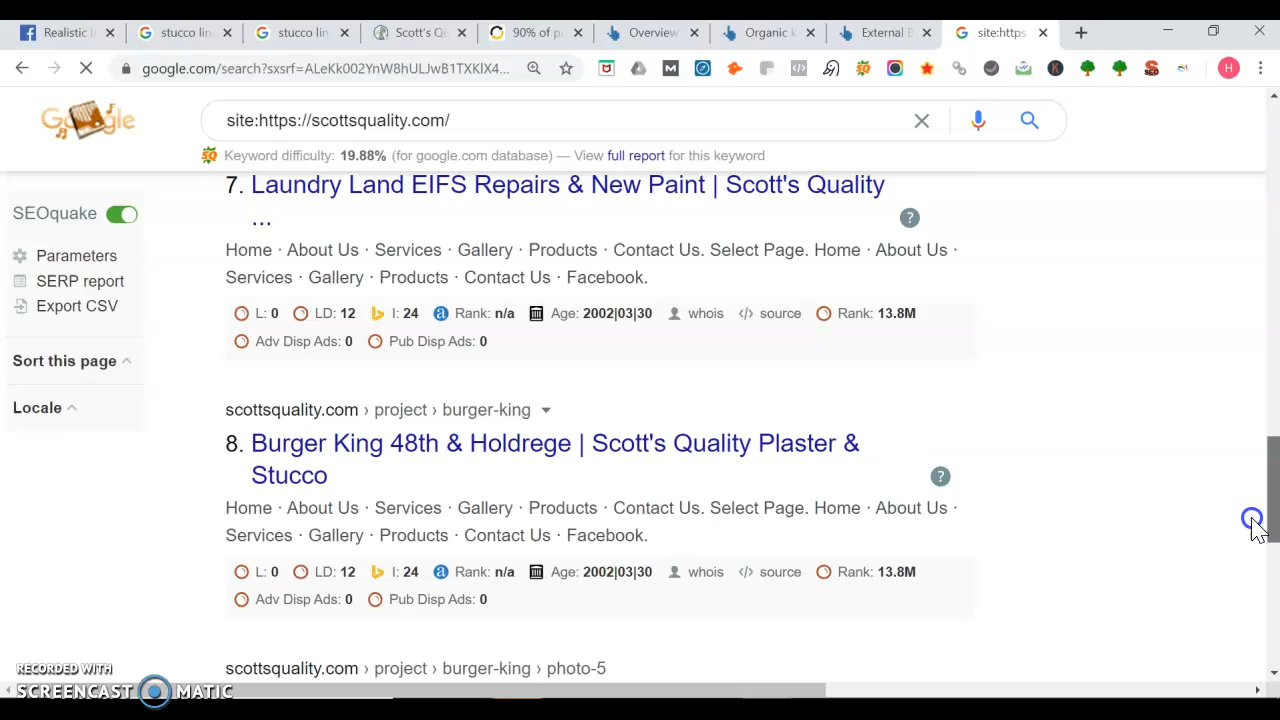 Realistic
stucco lin
stucco lin
Scott's Qu
90% of p
Overview
Organic k
External B
site:https
google.com/search?sxsrf=ALeKk002YnW8hULJwB1TXKlX4...
Google
site:https://scottsquality.com/
Keyword difficulty: 19.88% (for google.com database) — View full report for this keyword
7. Laundry Land EIFS Repairs & New Paint | Scott's Quality
...
Home · About Us · Services · Gallery · Products · Contact Us. Select Page. Home · About Us ·
Services · Gallery · Products · Contact Us · Facebook.
L: 0 LD: 12 I: 24 Rank: n/a Age: 2002|03|30 whois source Rank: 13.8M
Adv Disp Ads: 0 Pub Disp Ads: 0
SEOquake
Parameters
SERP report
Export CSV
Sort this page
Locale
scottsquality.com › project › burger-king
8. Burger King 48th & Holdrege | Scott's Quality Plaster &
Stucco
Home · About Us · Services · Gallery · Products · Contact Us. Select Page. Home · About Us ·
Services · Gallery · Products · Contact Us · Facebook.
L: 0 LD: 12 I: 24 Rank: n/a Age: 2002|03|30 whois source Rank: 13.8M
Adv Disp Ads: 0 Pub Disp Ads: 0
scottsquality.com › project › burger-king › photo-5
RECORDED WITH
SCREENCAST MATIC